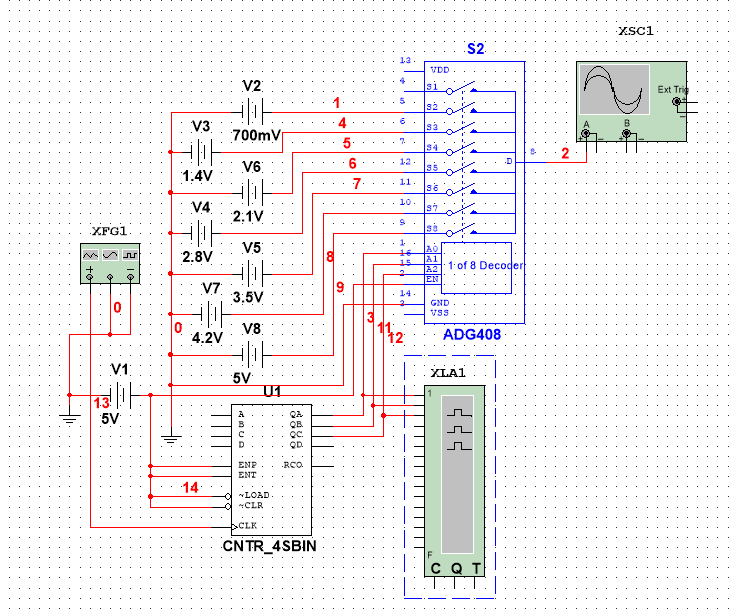 XSC1
Ext Trig
+
−
A
B
+ − + −
S2
13 VDD
4 S1
5 S2
6 S3
7 S4
12 S5
11 S6
10 S7
9 S8
D 8
1 A0
16 A1
15 A2
2 EN
14 GND
3 VSS
1 of 8 Decoder
ADG408
2
V2
700mV
1
V3
1.4V
4
V6
2.1V
5
V4
2.8V
6
V5
3.5V
7
V7
4.2V
8
V8
5V
9
0
3
11
12
XFG1
+ −
0
V1
5V
13
14
U1
A QA
B QB
C QC
D QD
ENP RCO
ENT
~LOAD
~CLR
CLK
CNTR_4SBIN
XLA1
1
F
C Q T